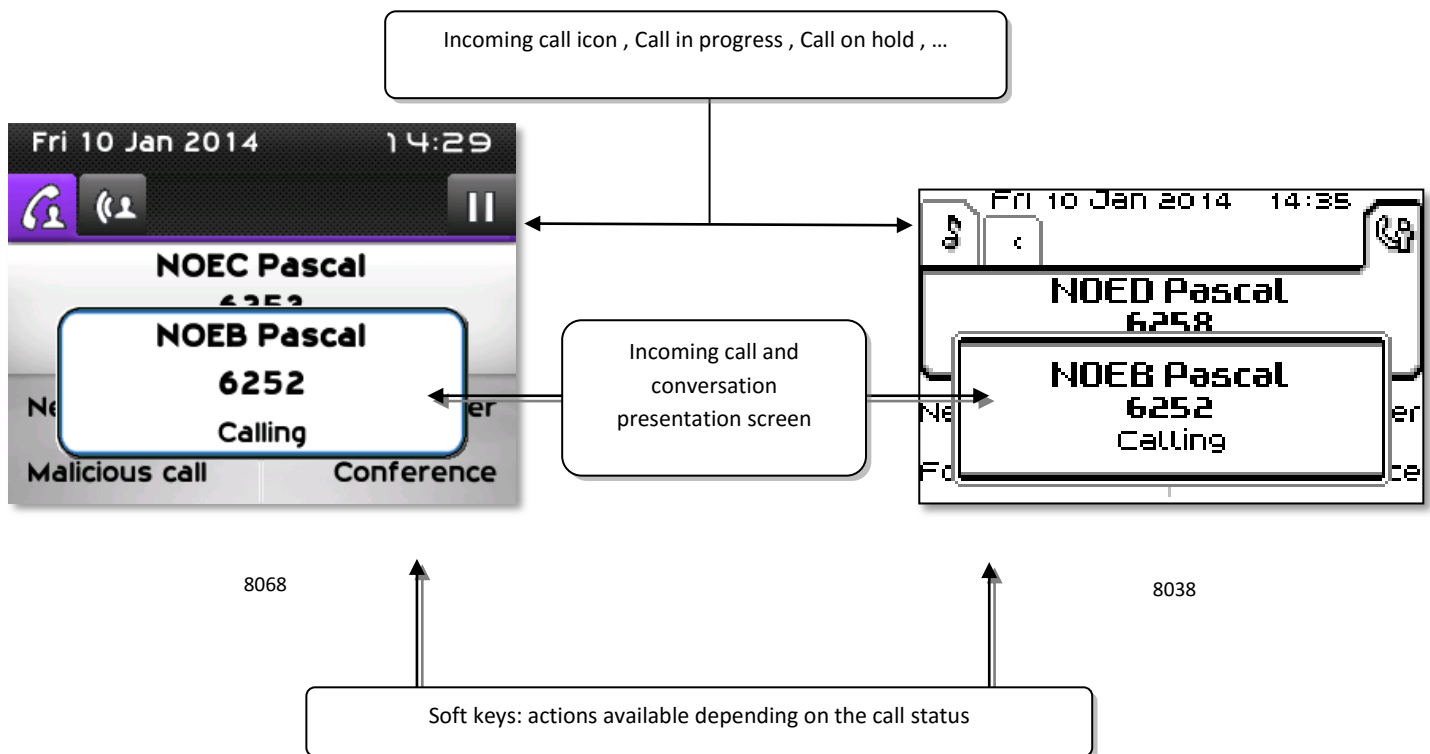 Incoming call icon , Call in progress , Call on hold , …
Fri 10 Jan 2014 14:29
NOEC Pascal
NOEB Pascal
6252
Calling
Malicious call Conference
Fri 10 Jan 2014 14:35
NOED Pascal
6258
NOEB Pascal
6252
Calling
Incoming call and
conversation
presentation screen
8068
8038
Soft keys: actions available depending on the call status